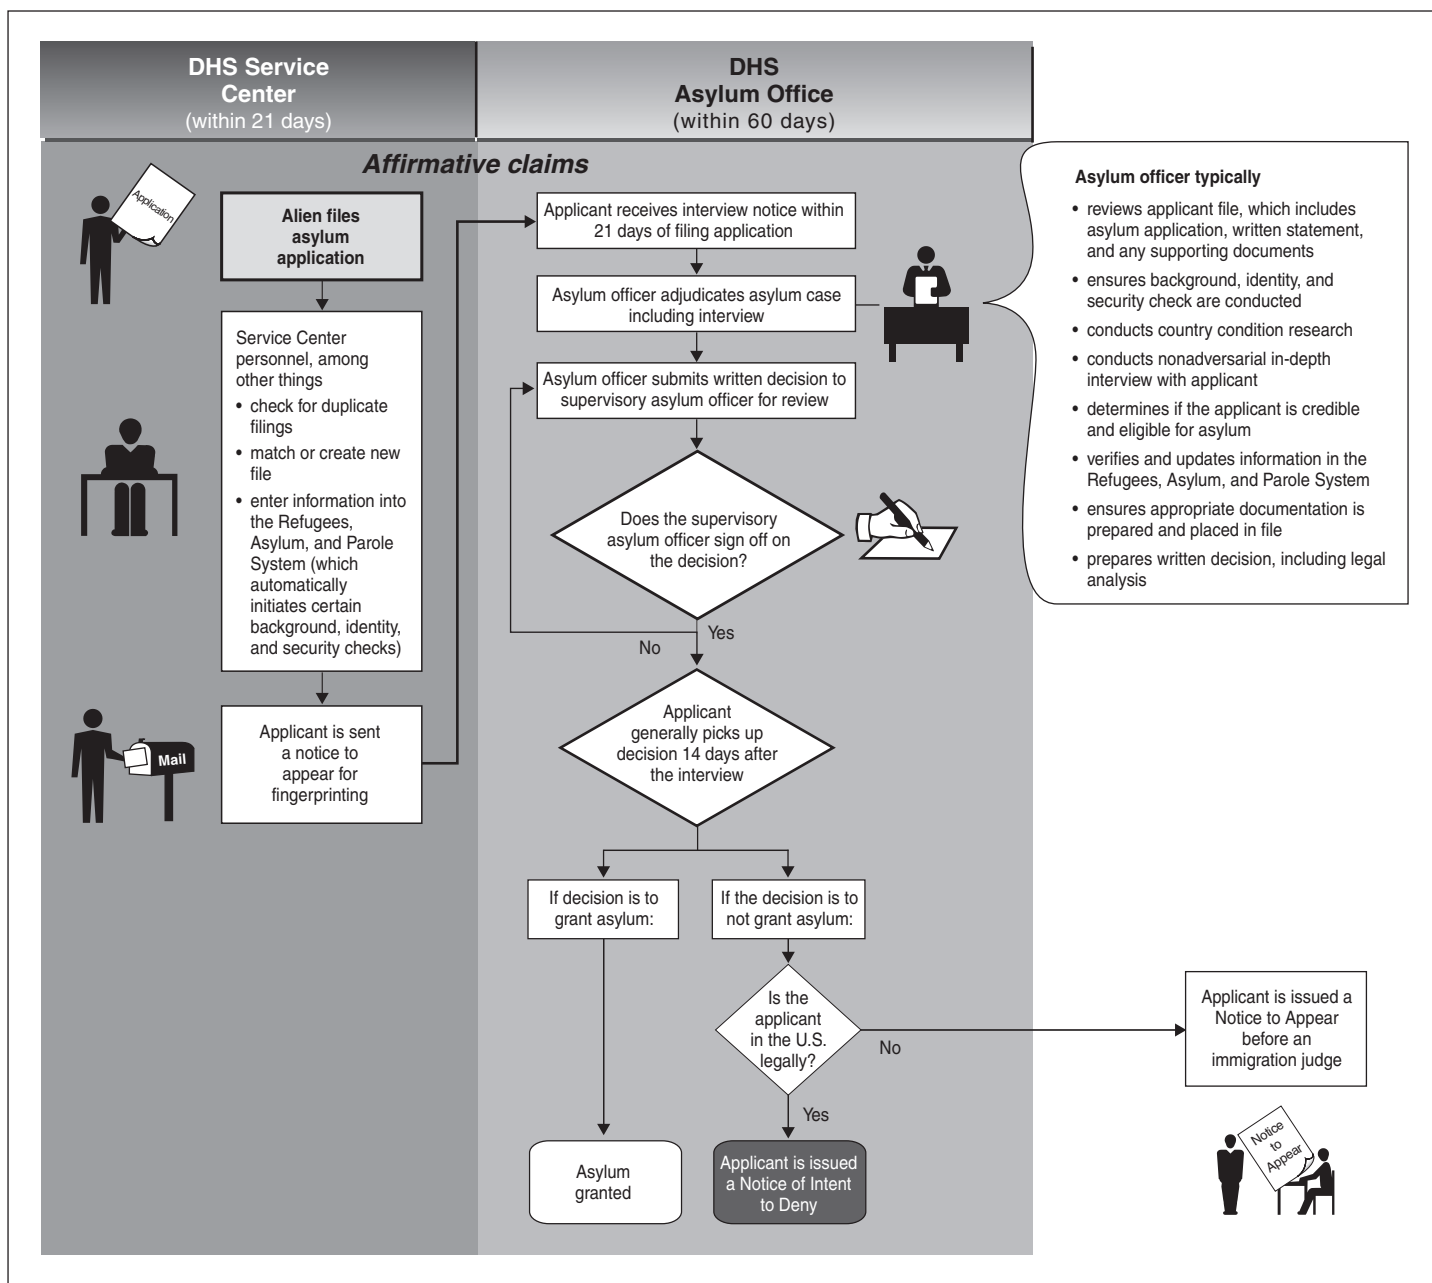 DHS Service
Center
(within 21 days)
DHS
Asylum Office
(within 60 days)
Affirmative claims
Application
Alien files
asylum
application
Service Center
personnel, among
other things
• check for duplicate
filings
• match or create new
file
• enter information into
the Refugees,
Asylum, and Parole
System (which
automatically
initiates certain
background, identity,
and security checks)
Mail
Applicant is sent
a notice to
appear for
fingerprinting
Applicant receives interview notice within
21 days of filing application
Asylum officer adjudicates asylum case
including interview
Asylum officer submits written decision to
supervisory asylum officer for review
Does the supervisory
asylum officer sign off on
the decision?
Yes
No
Applicant
generally picks up
decision 14 days after
the interview
If decision is to
grant asylum:
If the decision is to
not grant asylum:
Is the
applicant
in the U.S.
legally?
No
Yes
Asylum
granted
Applicant is issued
a Notice of Intent
to Deny
Asylum officer typically
• reviews applicant file, which includes
asylum application, written statement,
and any supporting documents
• ensures background, identity, and
security check are conducted
• conducts country condition research
• conducts nonadversarial in-depth
interview with applicant
• determines if the applicant is credible
and eligible for asylum
• verifies and updates information in the
Refugees, Asylum, and Parole System
• ensures appropriate documentation is
prepared and placed in file
• prepares written decision, including legal
analysis
Applicant is issued a
Notice to Appear
before an
immigration judge
Notice
to
Appear